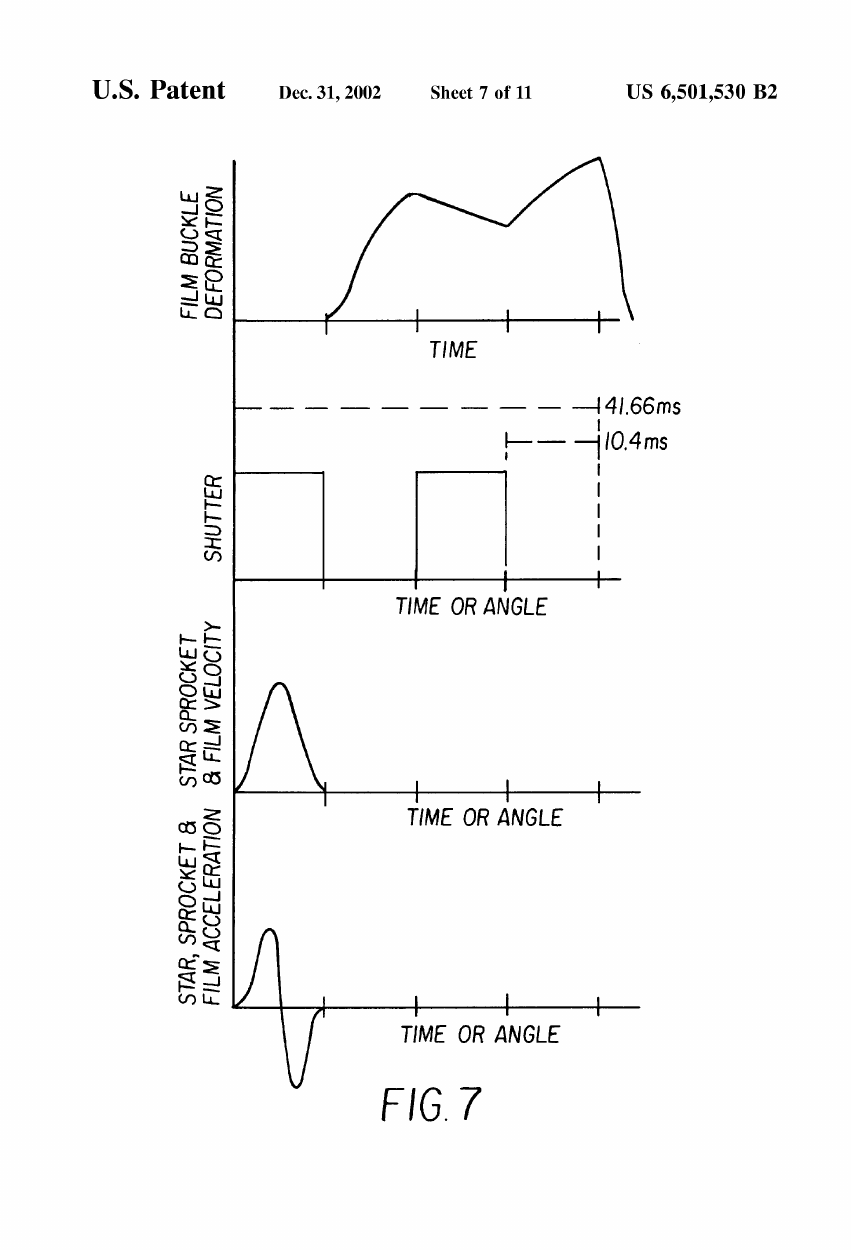 U.S. Patent Dec. 31, 2002 Sheet 7 of 11 US 6,501,530 B2
FILM BUCKLE
DEFORMATION
TIME
41.66ms
10.4ms
SHUTTER
TIME OR ANGLE
STAR SPROCKET
& FILM VELOCITY
TIME OR ANGLE
STAR, SPROCKET &
FILM ACCELERATION
TIME OR ANGLE
FIG. 7